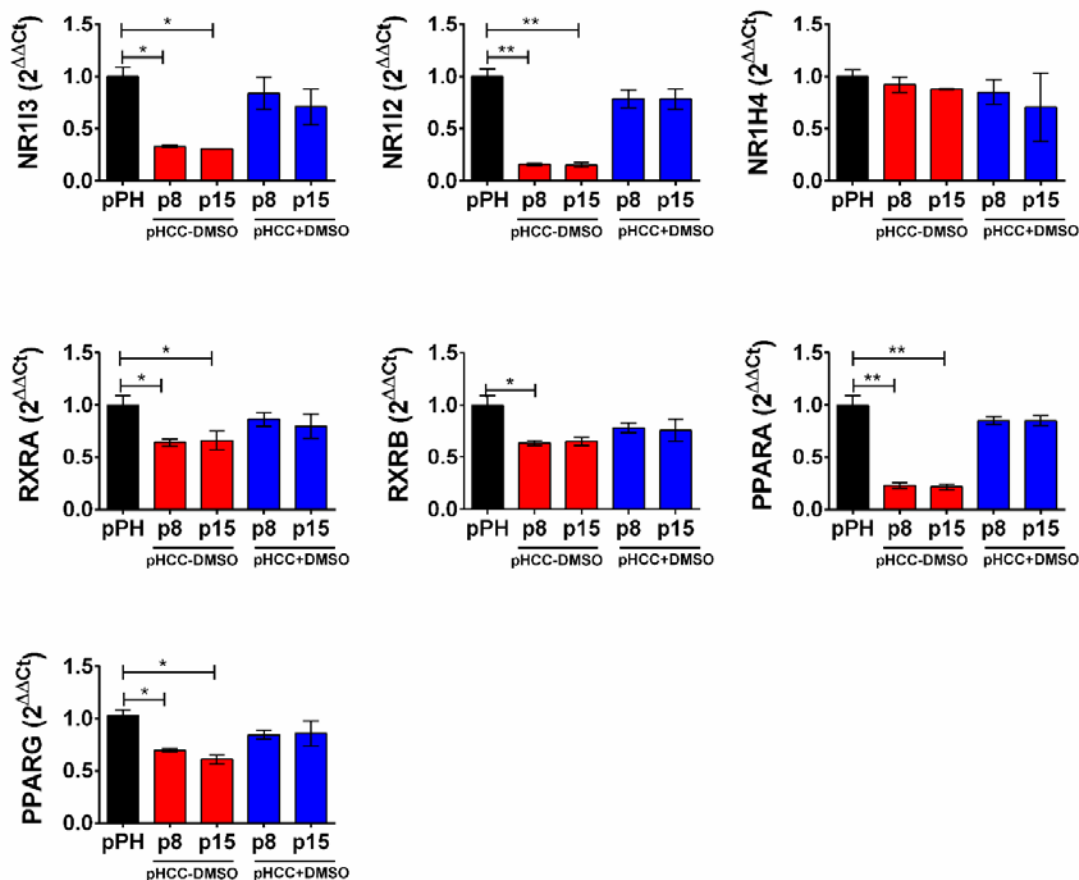 NR1I3 (2^ΔΔCt)
1.5
1.0
0.5
0.0
*
*
pPH p8 p15 p8 p15
pHCC-DMSO pHCC+DMSO
NR1I2 (2^ΔΔCt)
1.5
1.0
0.5
0.0
**
**
pPH p8 p15 p8 p15
pHCC-DMSO pHCC+DMSO
NR1H4 (2^ΔΔCt)
1.5
1.0
0.5
0.0
pPH p8 p15 p8 p15
pHCC-DMSO pHCC+DMSO
RXRA (2^ΔΔCt)
1.5
1.0
0.5
0.0
*
*
pPH p8 p15 p8 p15
pHCC-DMSO pHCC+DMSO
RXRB (2^ΔΔCt)
1.5
1.0
0.5
0.0
*
pPH p8 p15 p8 p15
pHCC-DMSO pHCC+DMSO
PPARA (2^ΔΔCt)
1.5
1.0
0.5
0.0
**
**
pPH p8 p15 p8 p15
pHCC-DMSO pHCC+DMSO
PPARG (2^ΔΔCt)
1.5
1.0
0.5
0.0
*
*
pPH p8 p15 p8 p15
pHCC-DMSO pHCC+DMSO